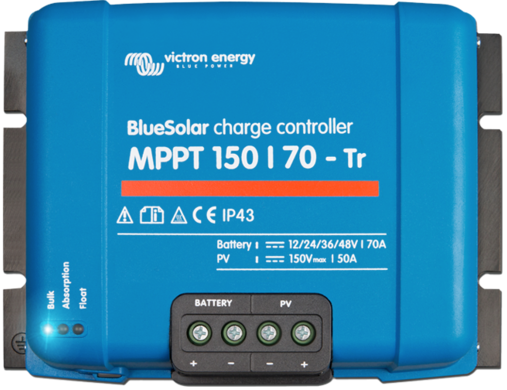 victron energy
BLUE POWER
BlueSolar charge controller
MPPT 150 | 70 - Tr
CE IP43
Battery 12/24/36/48V | 70A
PV 150Vmax | 50A
Bulk
Absorption
Float
BATTERY PV
+ − − +